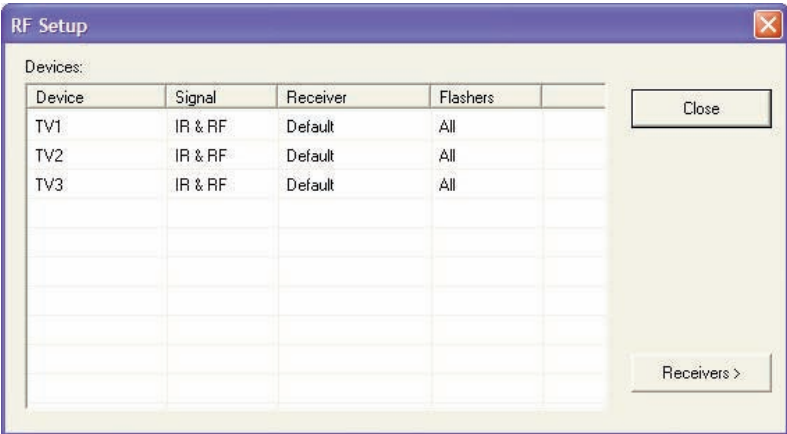 RF Setup
Devices:
Device Signal Receiver Flashers
TV1 IR & RF Default All
TV2 IR & RF Default All
TV3 IR & RF Default All
Close
Receivers >